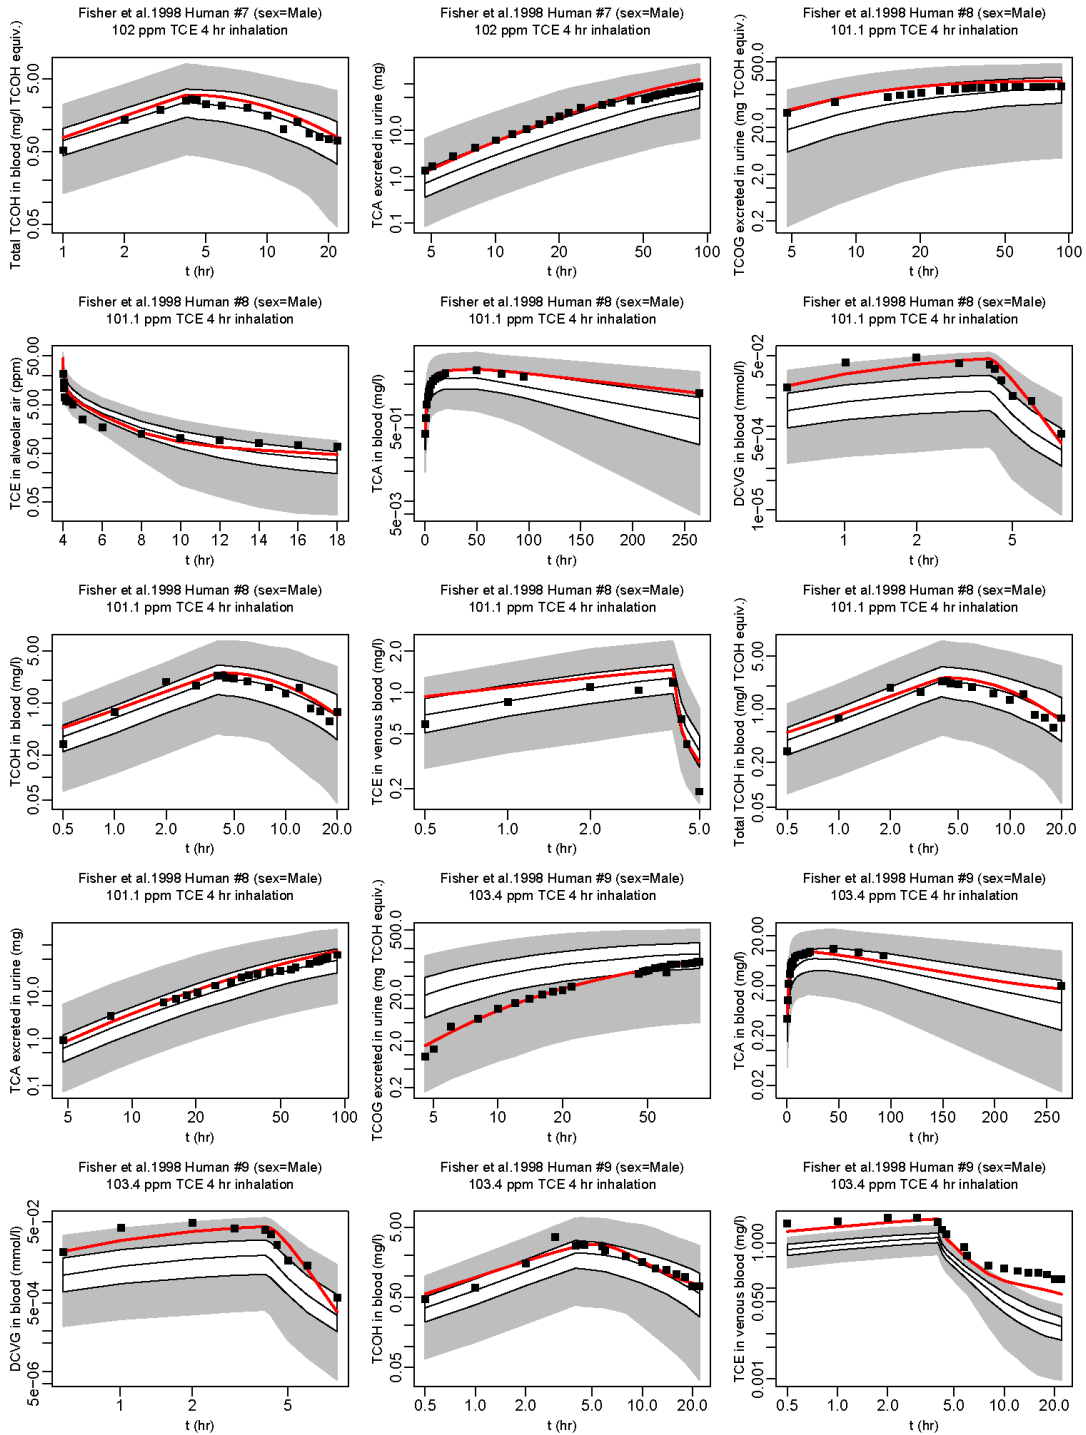 Fisher et al.1998 Human #7 (sex=Male)
102 ppm TCE 4 hr inhalation
Total TCOH in blood (mg/l TCOH equiv.)
5.00
0.50
0.05
1 2 5 10 20
t (hr)
Fisher et al.1998 Human #7 (sex=Male)
102 ppm TCE 4 hr inhalation
TCA excreted in urine (mg)
10.0
1.0
0.1
5 10 20 50 100
t (hr)
Fisher et al.1998 Human #8 (sex=Male)
101.1 ppm TCE 4 hr inhalation
TCOG excreted in urine (mg TCOH equiv.)
500.0
20.0
2.0
0.2
5 10 20 50 100
t (hr)
Fisher et al.1998 Human #8 (sex=Male)
101.1 ppm TCE 4 hr inhalation
TCE in alveolar air (ppm)
50.00
5.00
0.50
0.05
4 6 8 10 12 14 16 18
t (hr)
Fisher et al.1998 Human #8 (sex=Male)
101.1 ppm TCE 4 hr inhalation
TCA in blood (mg/l)
5e-01
5e-03
0 50 100 150 200 250
t (hr)
Fisher et al.1998 Human #8 (sex=Male)
101.1 ppm TCE 4 hr inhalation
DCVG in blood (mmol/l)
5e-02
5e-04
1e-05
1 2 5
t (hr)
Fisher et al.1998 Human #8 (sex=Male)
101.1 ppm TCE 4 hr inhalation
TCOH in blood (mg/l)
5.00
1.00
0.20
0.05
0.5 1.0 2.0 5.0 10.0 20.0
t (hr)
Fisher et al.1998 Human #8 (sex=Male)
101.1 ppm TCE 4 hr inhalation
TCE in venous blood (mg/l)
2.0
1.0
0.5
0.2
0.5 1.0 2.0 5.0
t (hr)
Fisher et al.1998 Human #8 (sex=Male)
101.1 ppm TCE 4 hr inhalation
Total TCOH in blood (mg/l TCOH equiv.)
5.00
1.00
0.20
0.05
0.5 1.0 2.0 5.0 10.0 20.0
t (hr)
Fisher et al.1998 Human #8 (sex=Male)
101.1 ppm TCE 4 hr inhalation
TCA excreted in urine (mg)
10.0
1.0
0.1
5 10 20 50 100
t (hr)
Fisher et al.1998 Human #9 (sex=Male)
103.4 ppm TCE 4 hr inhalation
TCOG excreted in urine (mg TCOH equiv.)
500.0
20.0
2.0
0.2
5 10 20 50
t (hr)
Fisher et al.1998 Human #9 (sex=Male)
103.4 ppm TCE 4 hr inhalation
TCA in blood (mg/l)
20.00
2.00
0.20
0.02
0 50 100 150 200 250
t (hr)
Fisher et al.1998 Human #9 (sex=Male)
103.4 ppm TCE 4 hr inhalation
DCVG in blood (mmol/l)
5e-02
5e-04
5e-06
1 2 5
t (hr)
Fisher et al.1998 Human #9 (sex=Male)
103.4 ppm TCE 4 hr inhalation
TCOH in blood (mg/l)
5.00
0.50
0.05
0.5 1.0 2.0 5.0 10.0 20.0
t (hr)
Fisher et al.1998 Human #9 (sex=Male)
103.4 ppm TCE 4 hr inhalation
TCE in venous blood (mg/l)
1.000
0.050
0.001
0.5 1.0 2.0 5.0 10.0 20.0
t (hr)